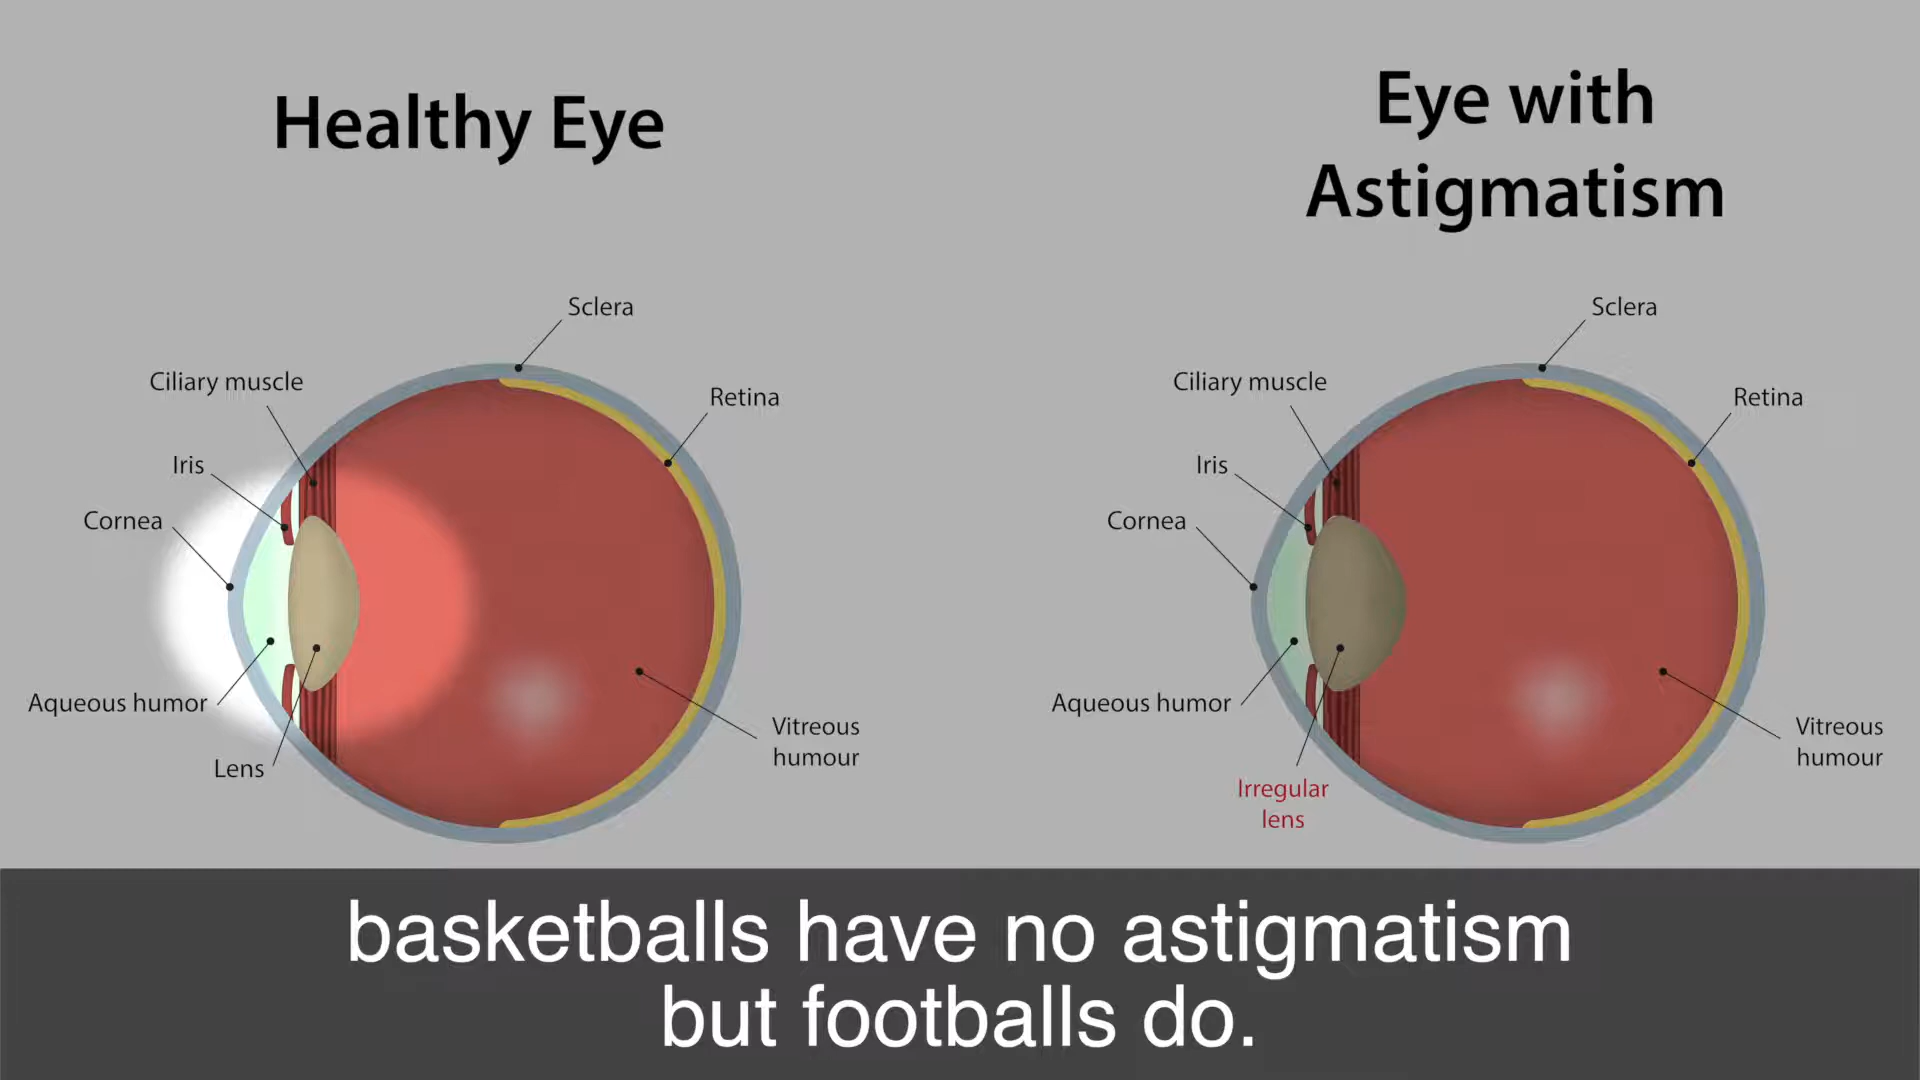 Healthy Eye
Sclera
Ciliary muscle
Retina
Iris
Cornea
Aqueous humor
Vitreous
humour
Lens
Eye with
Astigmatism
Sclera
Ciliary muscle
Retina
Iris
Cornea
Aqueous humor
Vitreous
humour
Irregular
lens
basketballs have no astigmatism
but footballs do.